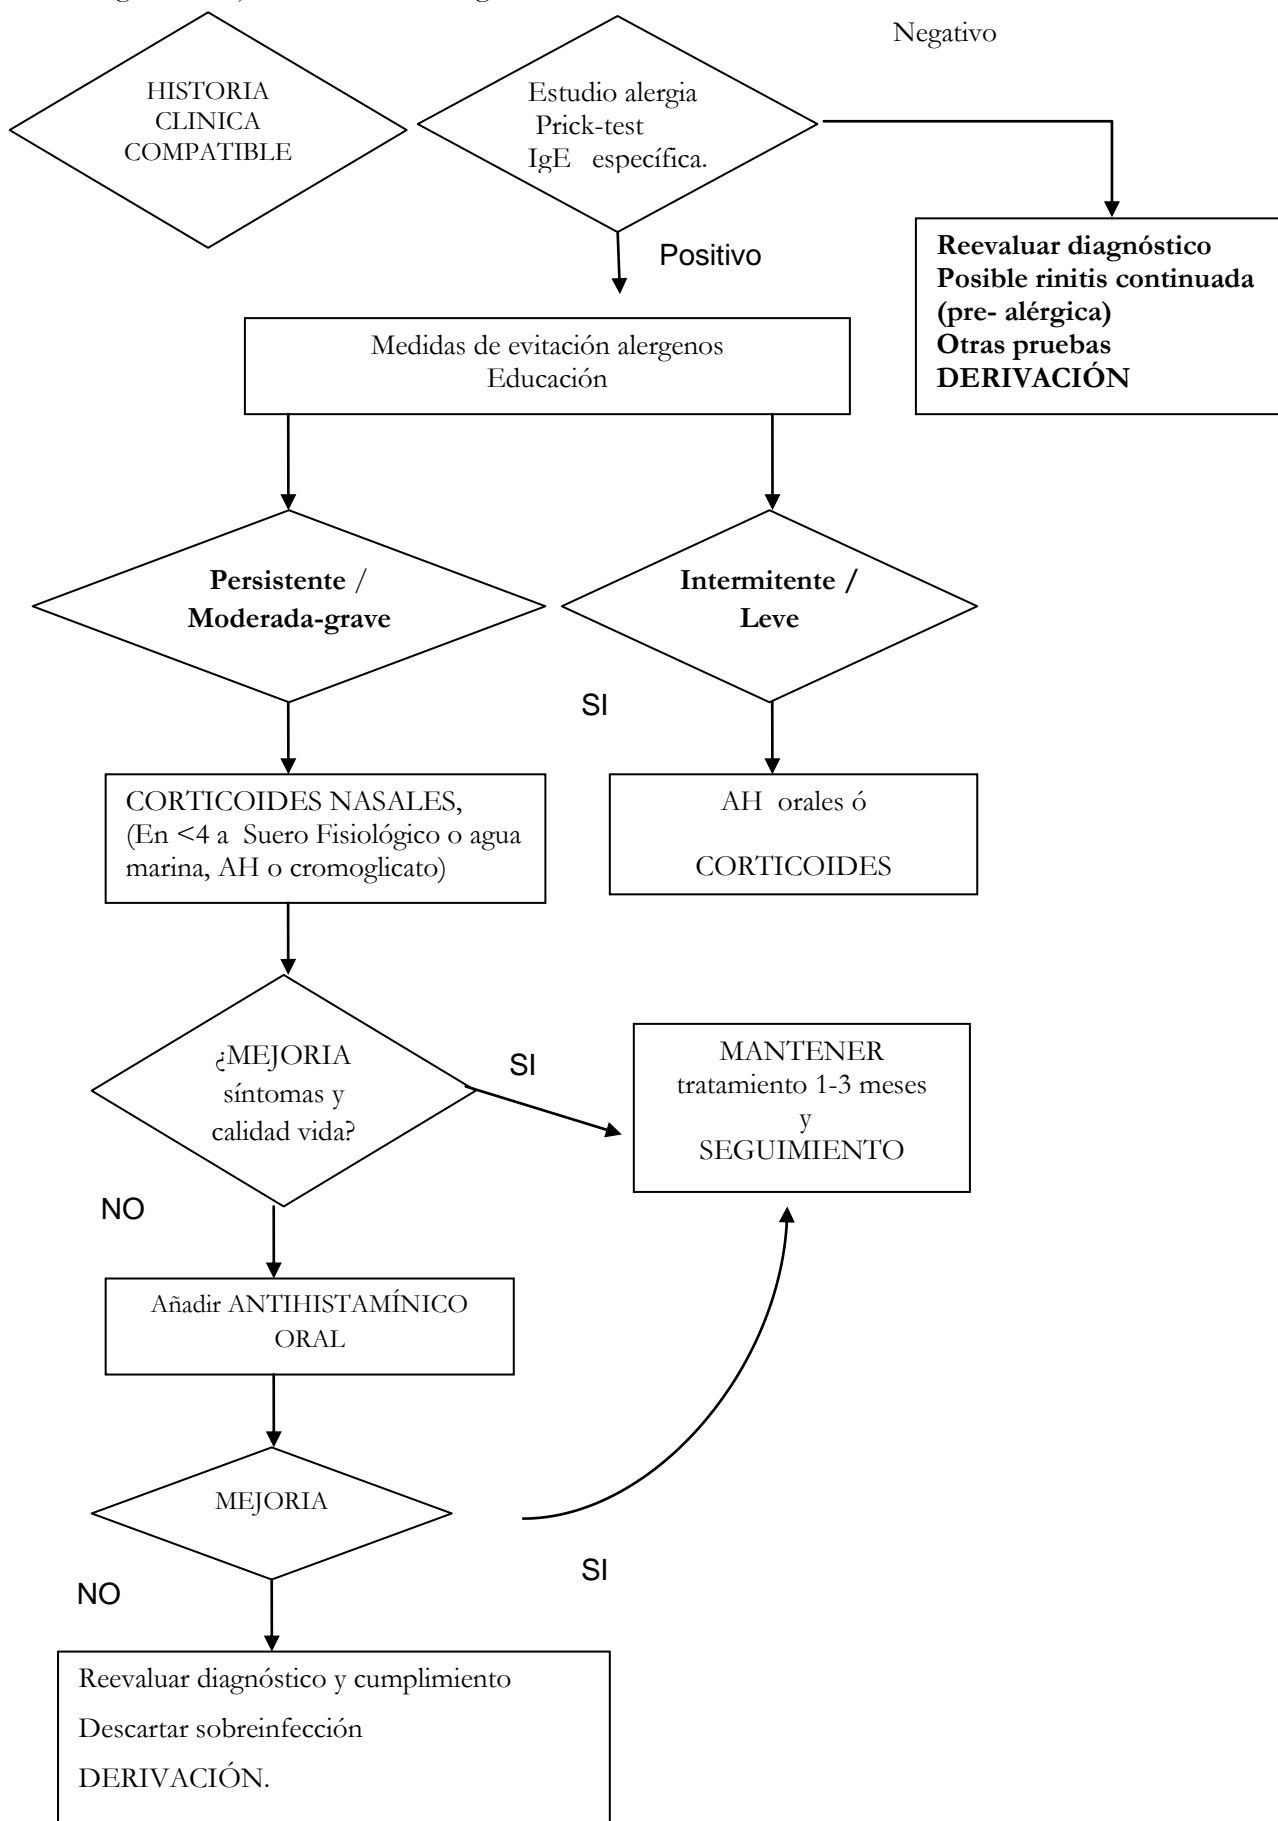 HISTORIA
CLINICA
COMPATIBLE
Estudio alergia
Prick-test
IgE específica.
Negativo
Positivo
Reevaluar diagnóstico
Posible rinitis continuada
(pre- alérgica)
Otras pruebas
DERIVACIÓN
Medidas de evitación alergenos
Educación
Persistente /
Moderada-grave
Intermitente /
Leve
SI
CORTICOIDES NASALES,
(En <4 a Suero Fisiológico o agua
marina, AH o cromoglicato)
AH orales ó
CORTICOIDES
¿MEJORIA
síntomas y
calidad vida?
SI
MANTENER
tratamiento 1-3 meses
y
SEGUIMIENTO
NO
Añadir ANTIHISTAMÍNICO
ORAL
MEJORIA
SI
NO
Reevaluar diagnóstico y cumplimiento
Descartar sobreinfección
DERIVACIÓN.